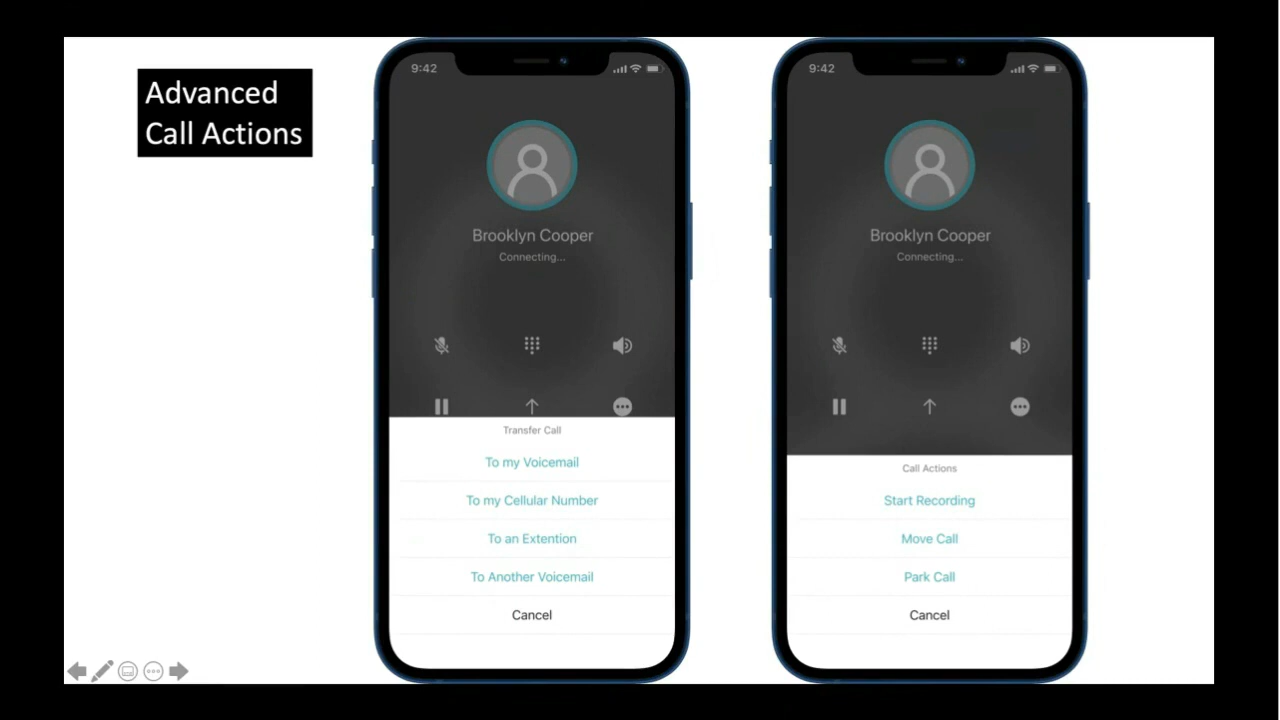 Advanced
Call Actions
9:42
Brooklyn Cooper
Connecting...
Transfer Call
To my Voicemail
To my Cellular Number
To an Extention
To Another Voicemail
Cancel
9:42
Brooklyn Cooper
Connecting...
Call Actions
Start Recording
Move Call
Park Call
Cancel